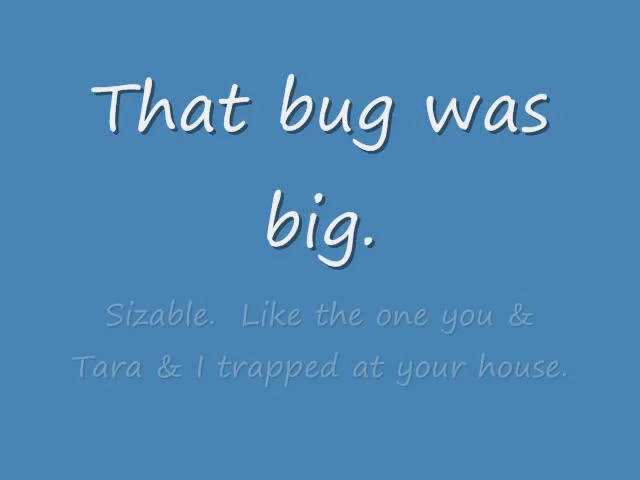 That bug was
big.
Sizable.  Like the one you &
Tara & I trapped at your house.